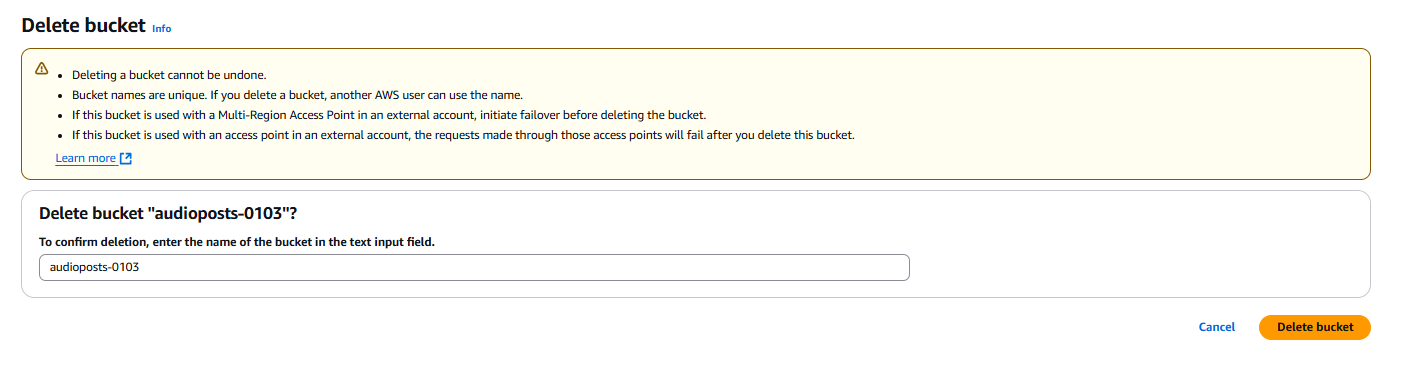 Delete bucket Info
Deleting a bucket cannot be undone.
Bucket names are unique. If you delete a bucket, another AWS user can use the name.
If this bucket is used with a Multi-Region Access Point in an external account, initiate failover before deleting the bucket.
If this bucket is used with an access point in an external account, the requests made through those access points will fail after you delete this bucket.
Learn more
Delete bucket "audioposts-0103"?
To confirm deletion, enter the name of the bucket in the text input field.
audioposts-0103
Cancel Delete bucket